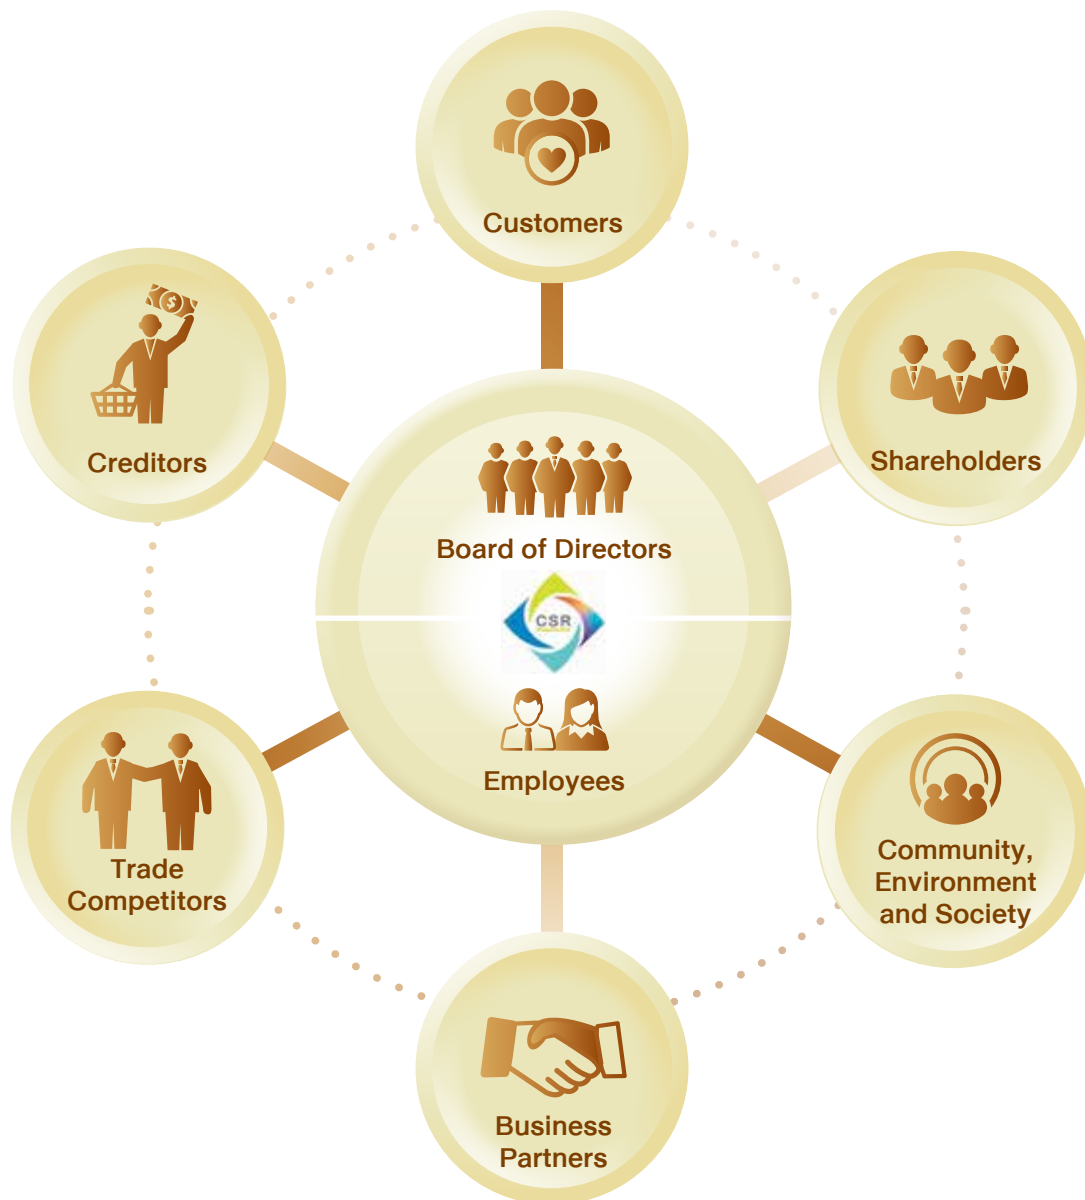 Customers
Creditors
Shareholders
$
Board of Directors
CSR
Employees
Trade
Competitors
Community,
Environment
and Society
Business
Partners